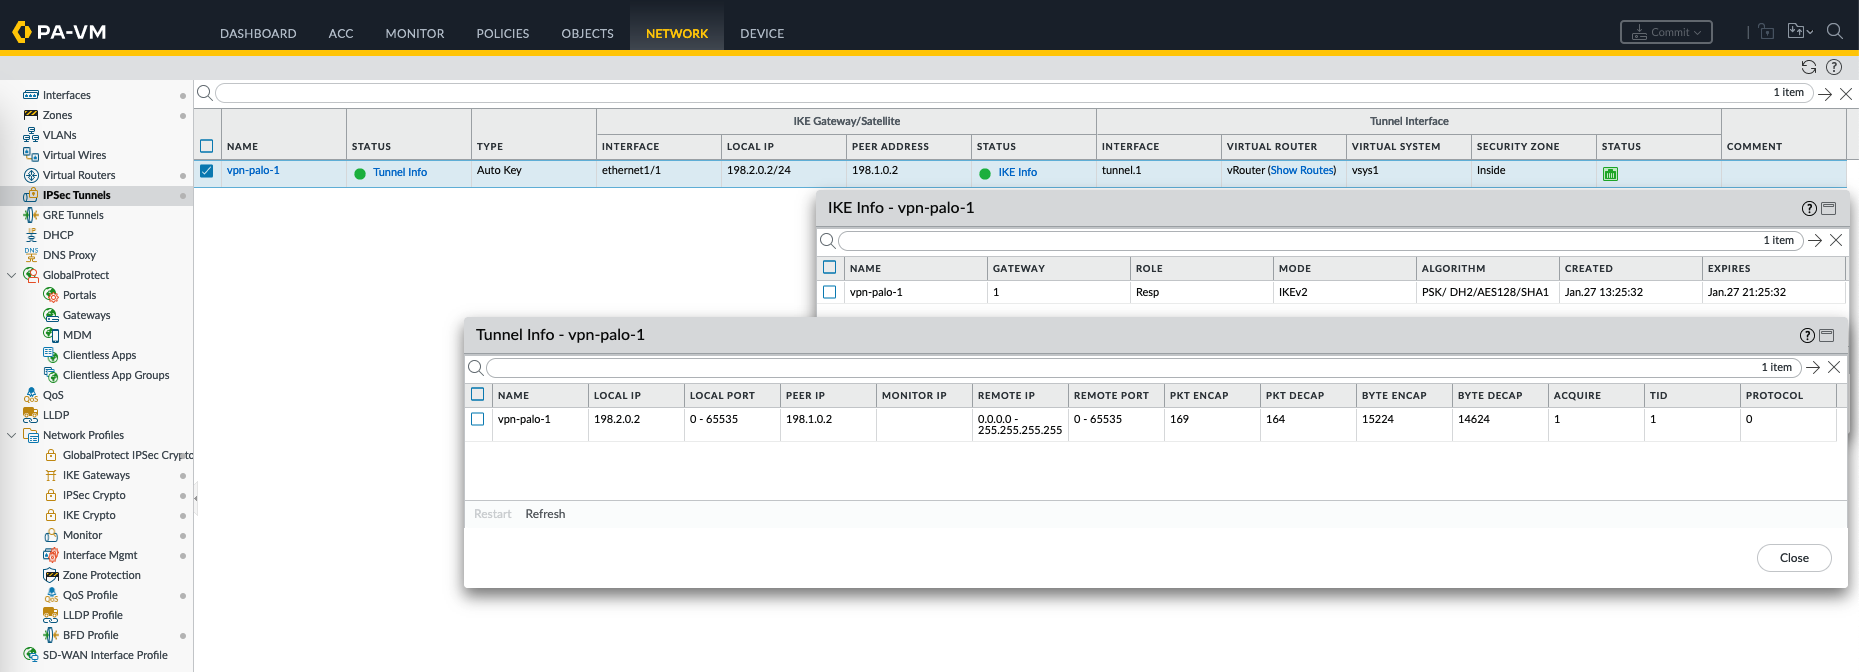 PA-VM
DASHBOARD ACC MONITOR POLICIES OBJECTS NETWORK DEVICE Commit
Interfaces
Zones
VLANs
Virtual Wires
Virtual Routers
IPSec Tunnels
GRE Tunnels
DHCP
DNS Proxy
GlobalProtect
Portals
Gateways
MDM
Clientless Apps
Clientless App Groups
QoS
LLDP
Network Profiles
GlobalProtect IPSec Crypto
IKE Gateways
IPSec Crypto
IKE Crypto
Monitor
Interface Mgmt
Zone Protection
QoS Profile
LLDP Profile
BFD Profile
SD-WAN Interface Profile
1 item
IKE Gateway/Satellite Tunnel Interface
NAME STATUS TYPE INTERFACE LOCAL IP PEER ADDRESS STATUS INTERFACE VIRTUAL ROUTER VIRTUAL SYSTEM SECURITY ZONE STATUS COMMENT
vpn-palo-1 Tunnel Info Auto Key ethernet1/1 198.2.0.2/24 198.1.0.2 IKE Info tunnel.1 vRouter (Show Routes) vsys1 Inside
IKE Info - vpn-palo-1
1 item
NAME GATEWAY ROLE MODE ALGORITHM CREATED EXPIRES
vpn-palo-1 1 Resp IKEv2 PSK/ DH2/AES128/SHA1 Jan.27 13:25:32 Jan.27 21:25:32
Tunnel Info - vpn-palo-1
1 item
NAME LOCAL IP LOCAL PORT PEER IP MONITOR IP REMOTE IP REMOTE PORT PKT ENCAP PKT DECAP BYTE ENCAP BYTE DECAP ACQUIRE TID PROTOCOL
vpn-palo-1 198.2.0.2 0 - 65535 198.1.0.2 0.0.0.0 - 0 - 65535 169 164 15224 14624 1 1 0
255.255.255.255
Restart Refresh
Close